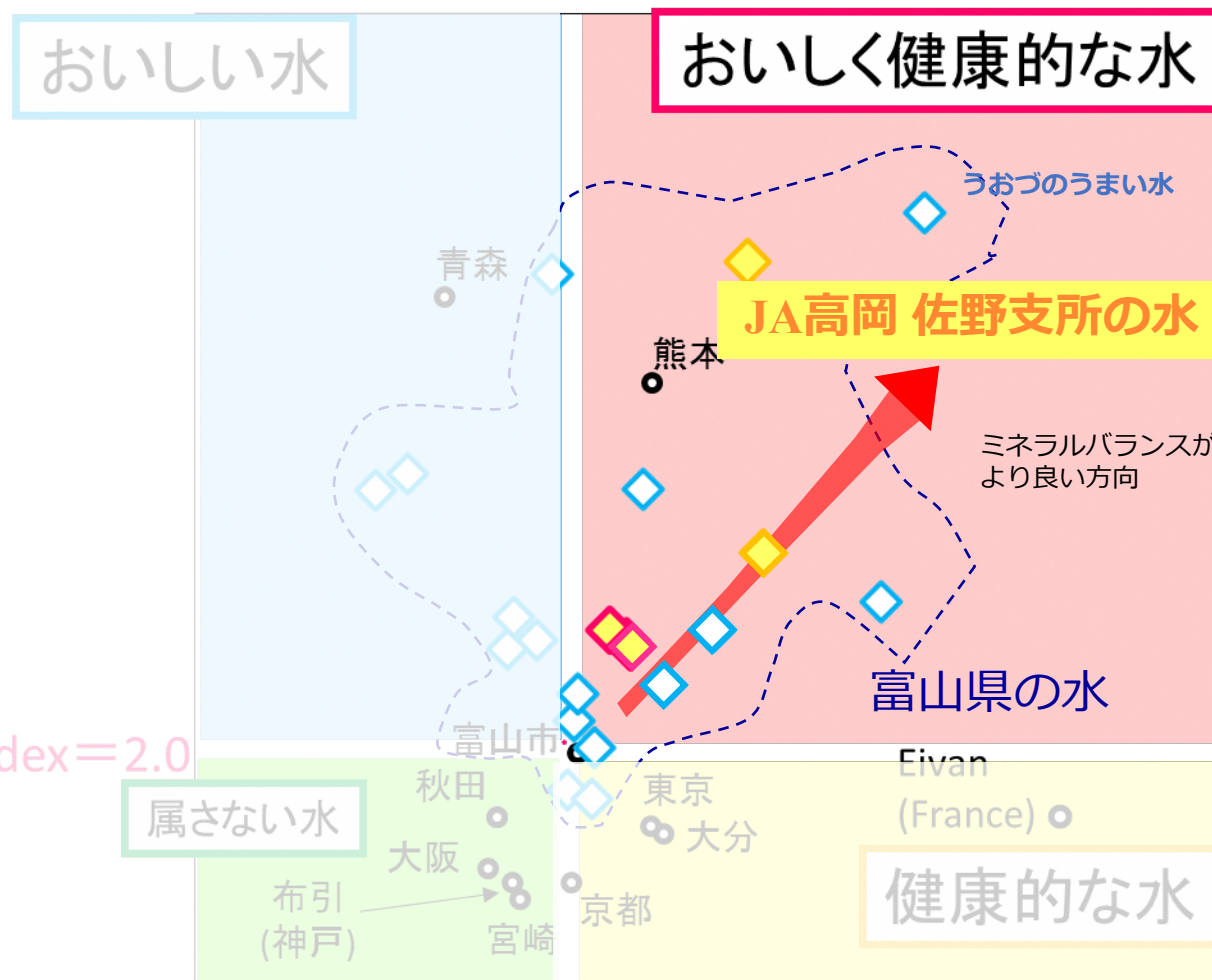 おいしい水
おいしく健康的な水
うおづのうまい水
青森
JA高岡 佐野支所の水
熊本
ミネラルバランスが
より良い方向
富山県の水
富山市
dex＝2.0
Eivan
(France)
秋田
東京
属さない水
大分
大阪
健康的な水
布引
(神戸)
京都
宮崎